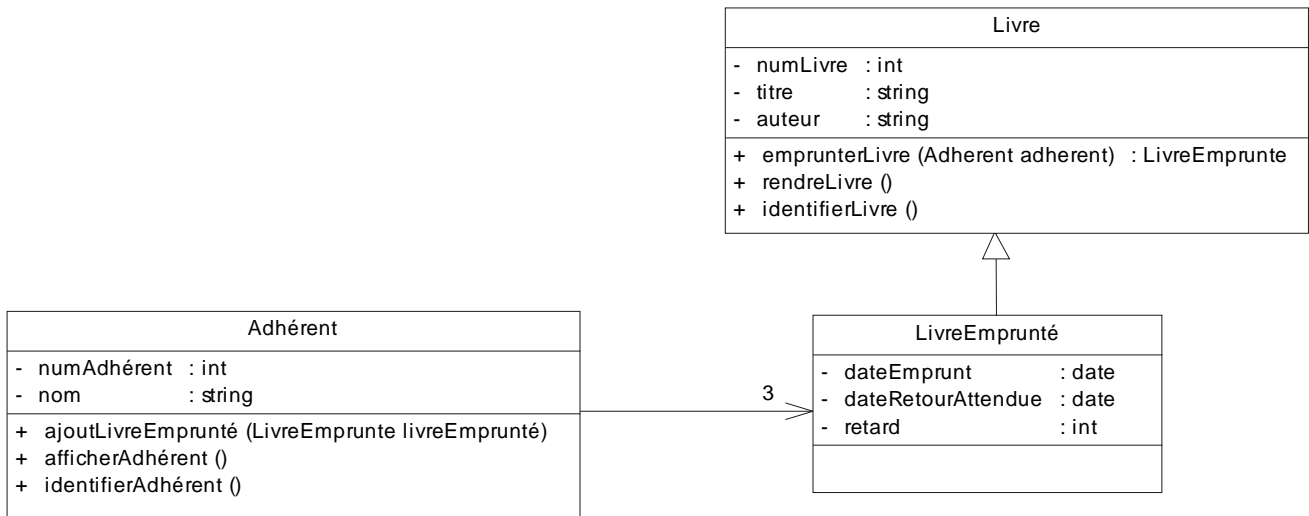 Livre
- numLivre : int
- titre : string
- auteur : string
+ emprunterLivre (Adherent adherent) : LivreEmprunte
+ rendreLivre ()
+ identifierLivre ()
Adhérent
- numAdhérent : int
- nom : string
+ ajoutLivreEmprunté (LivreEmprunte livreEmprunté)
+ afficherAdhérent ()
+ identifierAdhérent ()
3
LivreEmprunté
- dateEmprunt : date
- dateRetourAttendue : date
- retard : int